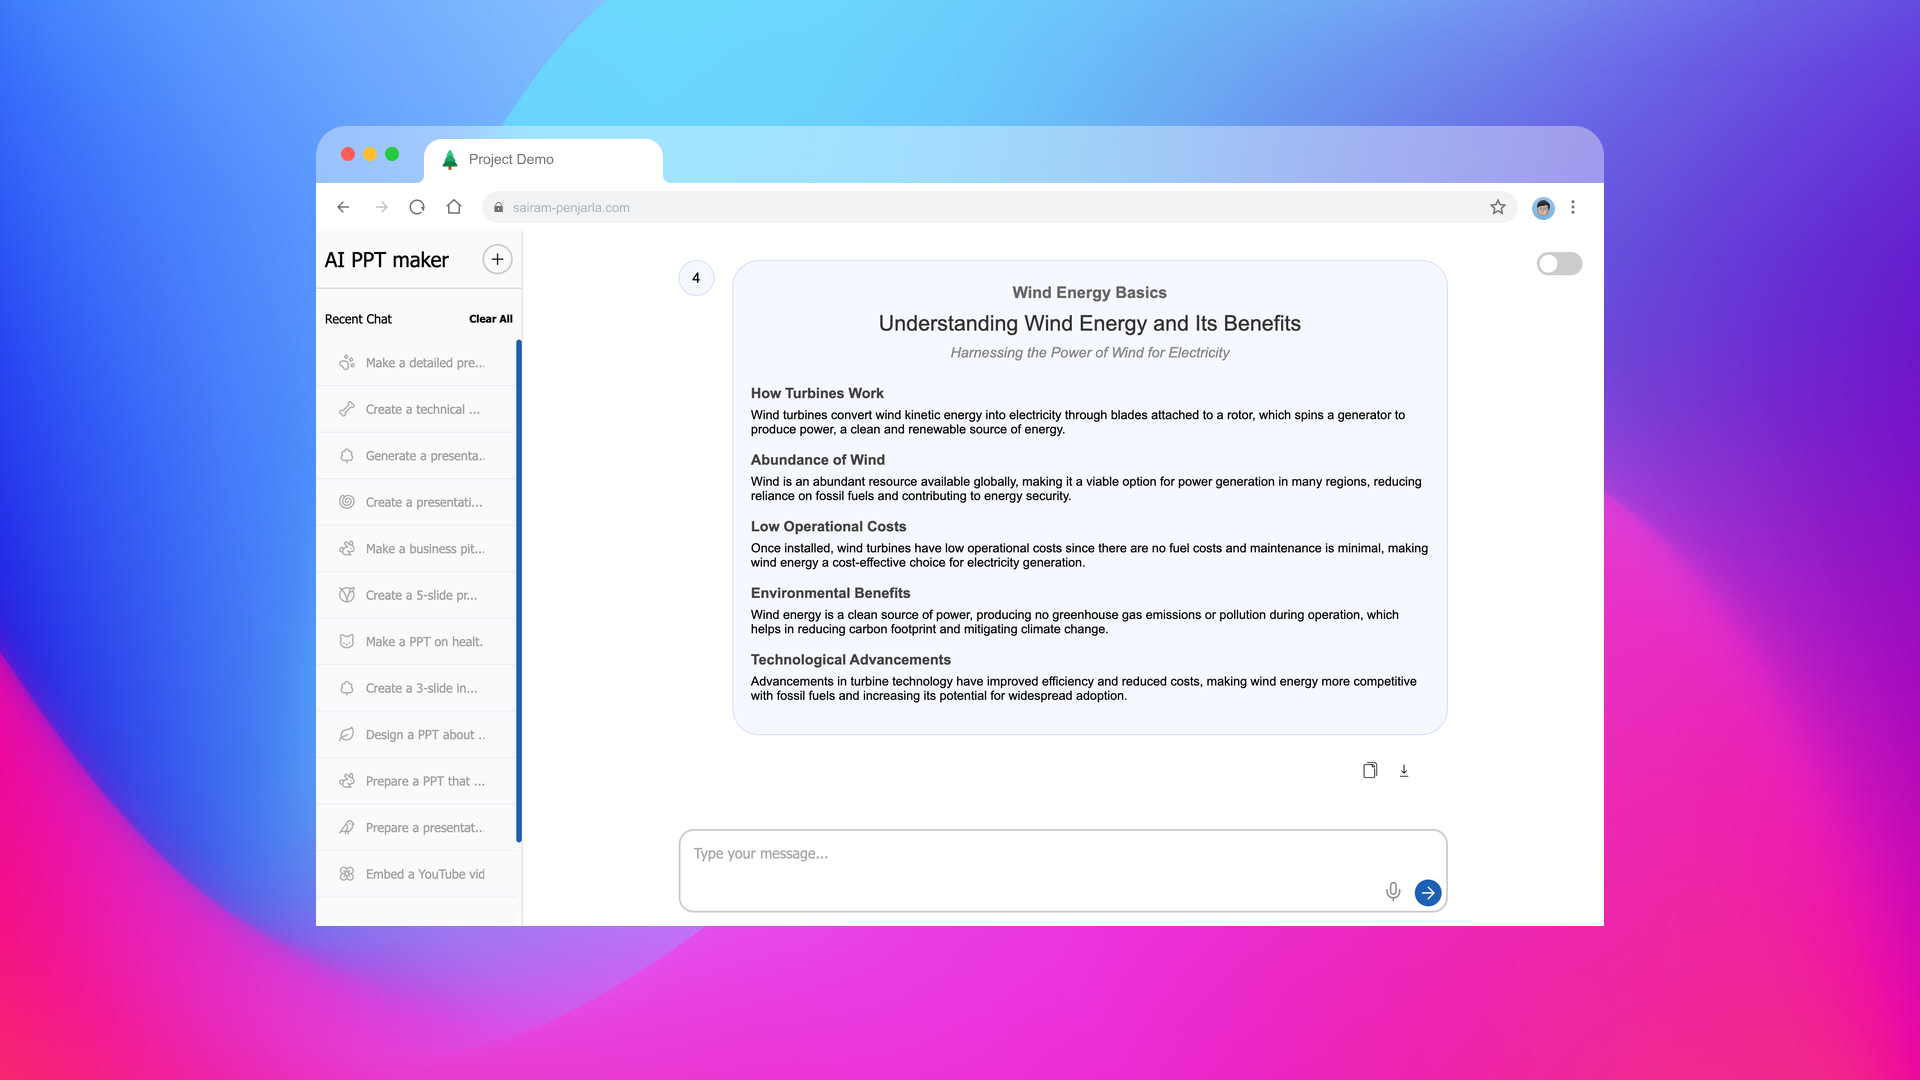 Project Demo
sairam-penjarla.com
AI PPT maker
Recent Chat
Clear All
Make a detailed pre...
Create a technical ...
Generate a presenta..
Create a presentati...
Make a business pit...
Create a 5-slide pr...
Make a PPT on healt.
Create a 3-slide in...
Design a PPT about ..
Prepare a PPT that ...
Prepare a presentat..
Embed a YouTube vid
4
Wind Energy Basics
Understanding Wind Energy and Its Benefits
Harnessing the Power of Wind for Electricity
How Turbines Work
Wind turbines convert wind kinetic energy into electricity through blades attached to a rotor, which spins a generator to
produce power, a clean and renewable source of energy.
Abundance of Wind
Wind is an abundant resource available globally, making it a viable option for power generation in many regions, reducing
reliance on fossil fuels and contributing to energy security.
Low Operational Costs
Once installed, wind turbines have low operational costs since there are no fuel costs and maintenance is minimal, making
wind energy a cost-effective choice for electricity generation.
Environmental Benefits
Wind energy is a clean source of power, producing no greenhouse gas emissions or pollution during operation, which
helps in reducing carbon footprint and mitigating climate change.
Technological Advancements
Advancements in turbine technology have improved efficiency and reduced costs, making wind energy more competitive
with fossil fuels and increasing its potential for widespread adoption.
Type your message...